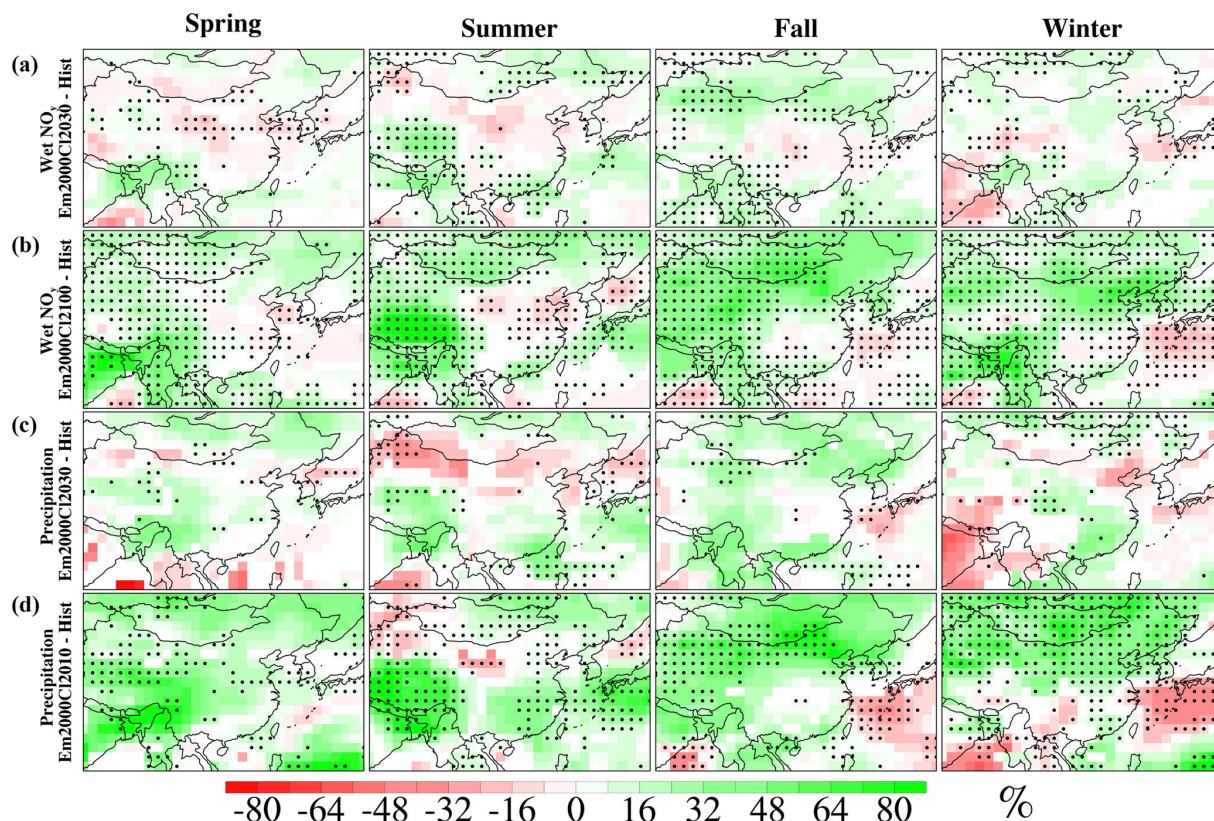 Spring Summer Fall Winter
(a) Wet NOy
Em2000Cl2030 - Hist
(b) Wet NOy
Em2000Cl2100 - Hist
(c) Precipitation
Em2000Cl2030 - Hist
(d) Precipitation
Em2000Cl2010 - Hist
-80 -64 -48 -32 -16 0 16 32 48 64 80 %